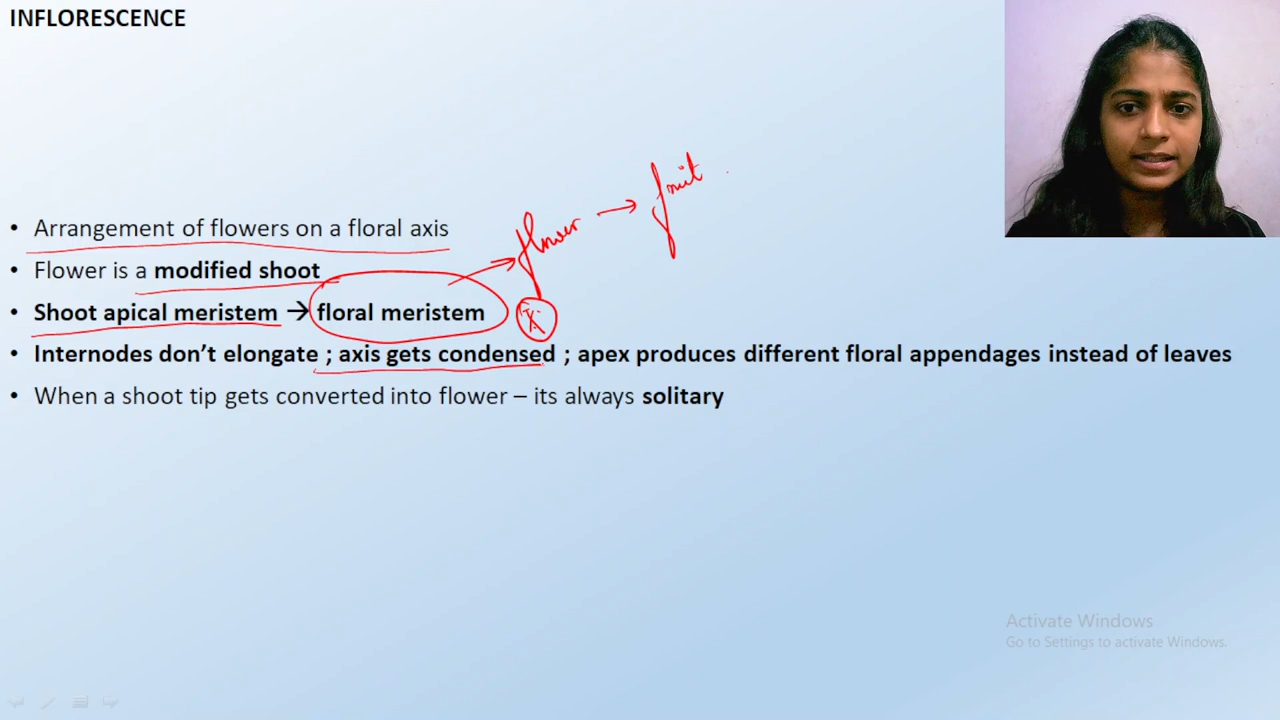 INFLORESCENCE
fruit
flower →
• Arrangement of flowers on a floral axis
• Flower is a modified shoot
• Shoot apical meristem → floral meristem
• Internodes don't elongate ; axis gets condensed ; apex produces different floral appendages instead of leaves
• When a shoot tip gets converted into flower – its always solitary
Activate Windows
Go to Settings to activate Windows.